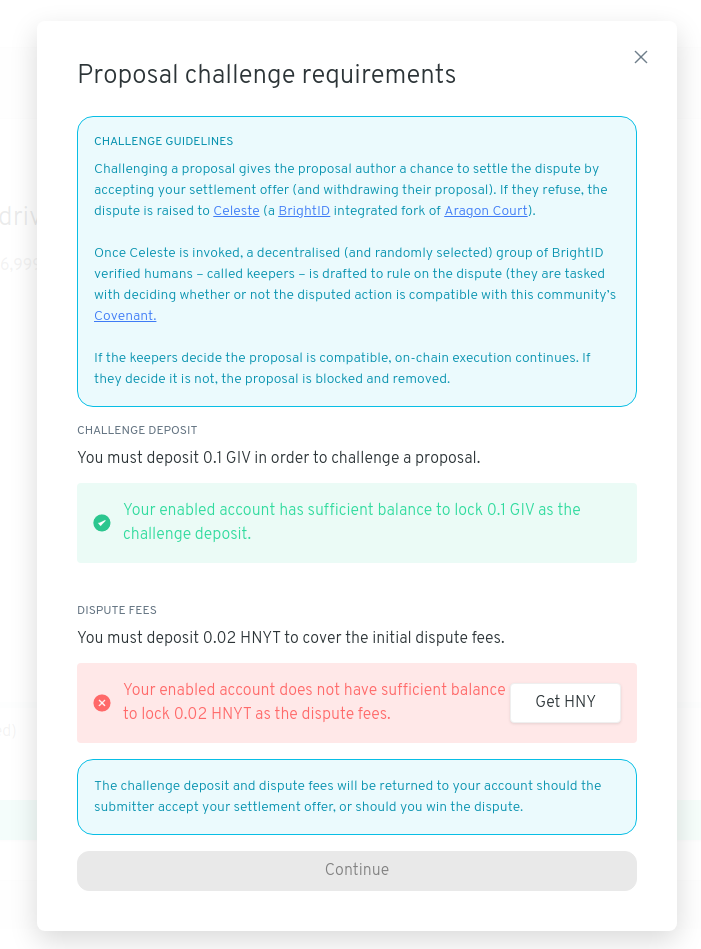 Proposal challenge requirements
CHALLENGE GUIDELINES
Challenging a proposal gives the proposal author a chance to settle the dispute by
accepting your settlement offer (and withdrawing their proposal). If they refuse, the
dispute is raised to Celeste (a BrightID integrated fork of Aragon Court).
Once Celeste is invoked, a decentralised (and randomly selected) group of BrightID
verified humans – called keepers – is drafted to rule on the dispute (they are tasked
with deciding whether or not the disputed action is compatible with this community's
Covenant.
If the keepers decide the proposal is compatible, on-chain execution continues. If
they decide it is not, the proposal is blocked and removed.
CHALLENGE DEPOSIT
You must deposit 0.1 GIV in order to challenge a proposal.
Your enabled account has sufficient balance to lock 0.1 GIV as the
challenge deposit.
DISPUTE FEES
You must deposit 0.02 HNYT to cover the initial dispute fees.
Your enabled account does not have sufficient balance
to lock 0.02 HNYT as the dispute fees.
Get HNY
The challenge deposit and dispute fees will be returned to your account should the
submitter accept your settlement offer, or should you win the dispute.
Continue